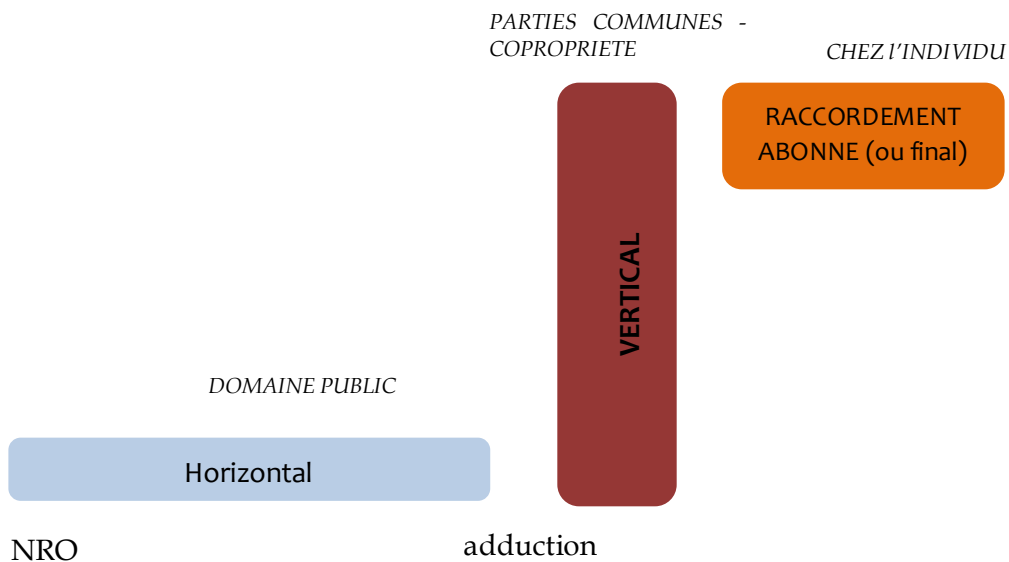 PARTIES COMMUNES -
COPROPRIETE
CHEZ l'INDIVIDU
RACCORDEMENT
ABONNE (ou final)
VERTICAL
DOMAINE PUBLIC
Horizontal
NRO
adduction